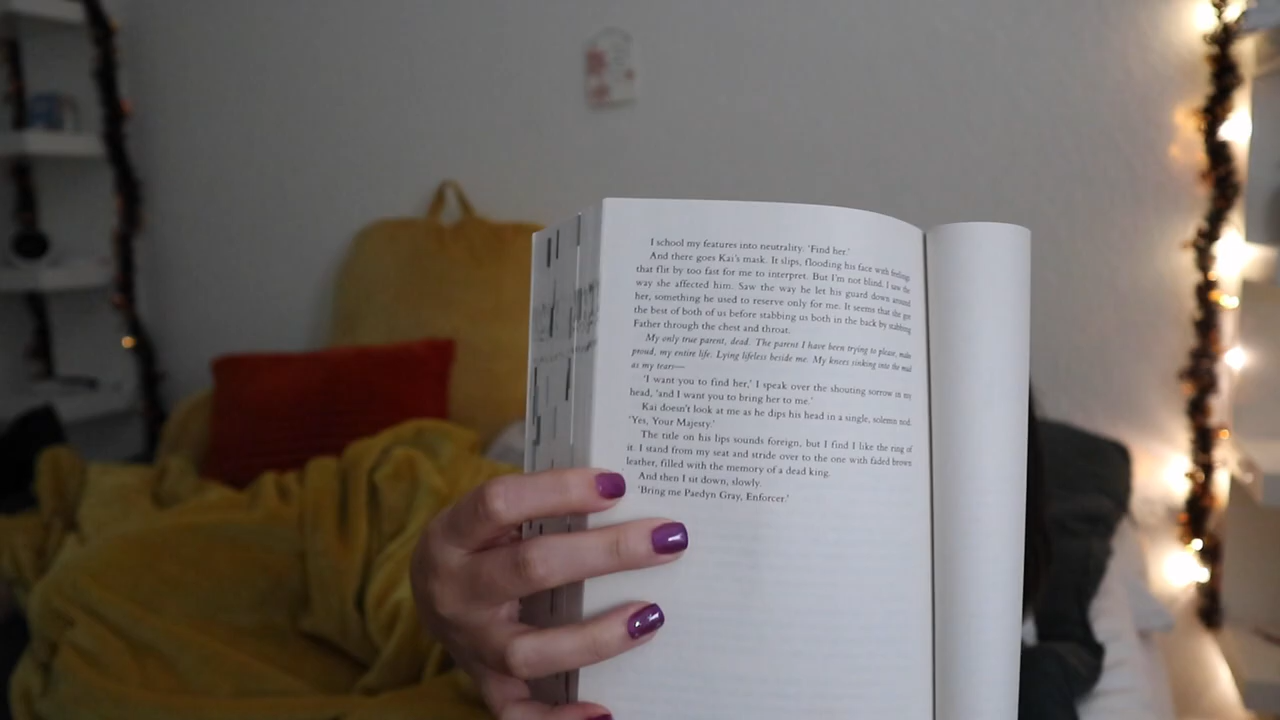 I school my features into neutrality. 'Find her.'
And there goes Kai's mask. It slips, flooding his face with feelings
that flit by too fast for me to interpret. But I'm not blind. I saw the
way she affected him. Saw the way he let his guard down around
her, something he used to reserve only for me. It seems that she got
the best of both of us before stabbing us both in the back by stabbing
Father through the chest and throat.
My only true parent, dead. The parent I have been trying to please, make
proud, my entire life. Lying lifeless beside me. My knees sinking into the mud
as my tears—
'I want you to find her,' I speak over the shouting sorrow in my
head, 'and I want you to bring her to me.'
Kai doesn't look at me as he dips his head in a single, solemn nod.
'Yes, Your Majesty.'
The title on his lips sounds foreign, but I find I like the ring of
it. I stand from my seat and stride over to the one with faded brown
leather, filled with the memory of a dead king.
And then I sit down, slowly.
'Bring me Paedyn Gray, Enforcer.'